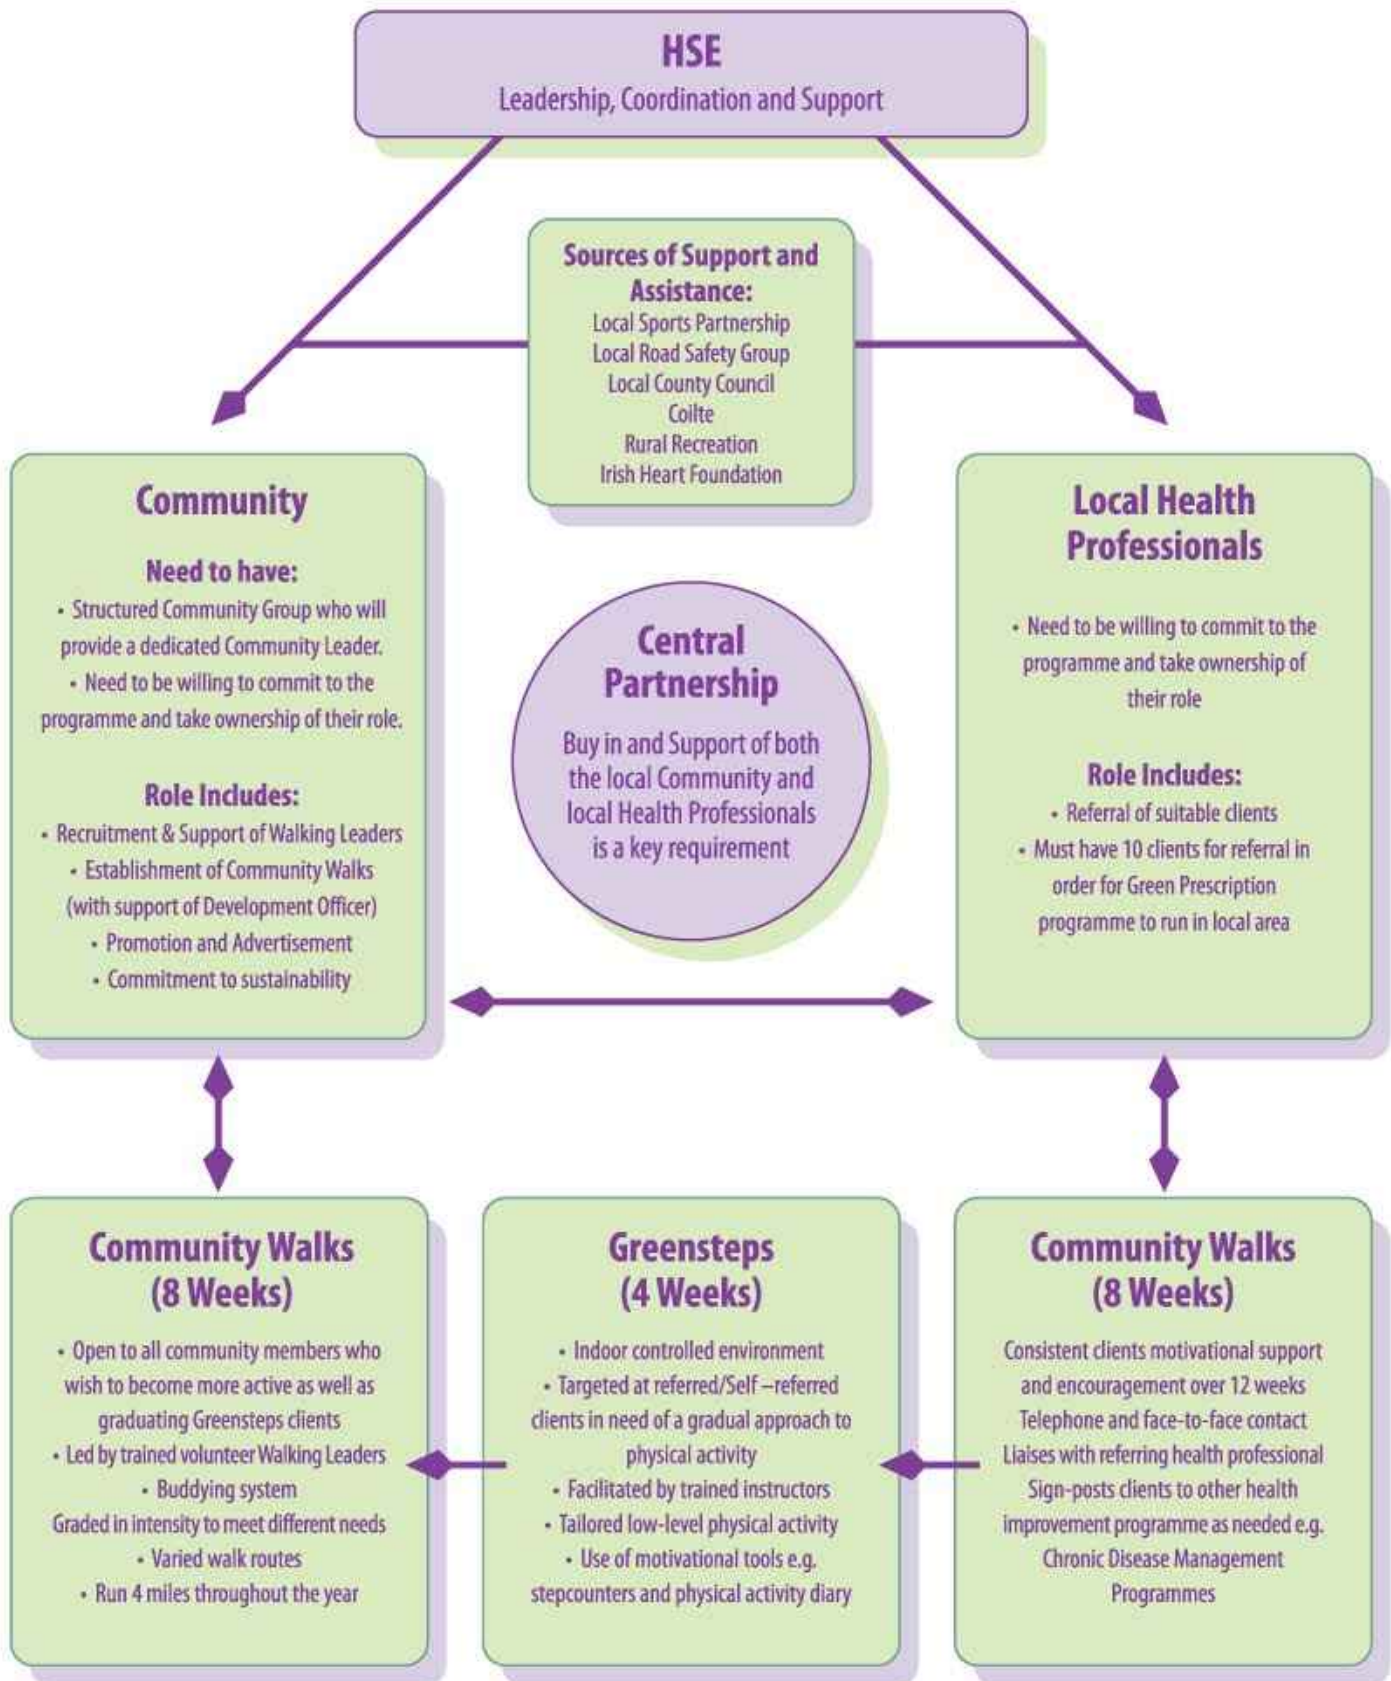 HSE
Leadership, Coordination and Support
Sources of Support and
Assistance:
Local Sports Partnership
Local Road Safety Group
Local County Council
Coilte
Rural Recreation
Irish Heart Foundation
Community
Need to have:
• Structured Community Group who will
provide a dedicated Community Leader.
• Need to be willing to commit to the
programme and take ownership of their role.
Role Includes:
• Recruitment & Support of Walking Leaders
• Establishment of Community Walks
(with support of Development Officer)
• Promotion and Advertisement
• Commitment to sustainability
Central
Partnership
Buy in and Support of both
the local Community and
local Health Professionals
is a key requirement
Local Health
Professionals
• Need to be willing to commit to the
programme and take ownership of
their role
Role Includes:
• Referral of suitable clients
• Must have 10 clients for referral in
order for Green Prescription
programme to run in local area
Community Walks
(8 Weeks)
• Open to all community members who
wish to become more active as well as
graduating Greensteps clients
• Led by trained volunteer Walking Leaders
• Buddying system
Graded in intensity to meet different needs
• Varied walk routes
• Run 4 miles throughout the year
Greensteps
(4 Weeks)
• Indoor controlled environment
• Targeted at referred/Self –referred
clients in need of a gradual approach to
physical activity
• Facilitated by trained instructors
• Tailored low-level physical activity
• Use of motivational tools e.g.
stepcounters and physical activity diary
Community Walks
(8 Weeks)
Consistent clients motivational support
and encouragement over 12 weeks
Telephone and face-to-face contact
Liaises with referring health professional
Sign-posts clients to other health
improvement programme as needed e.g.
Chronic Disease Management
Programmes